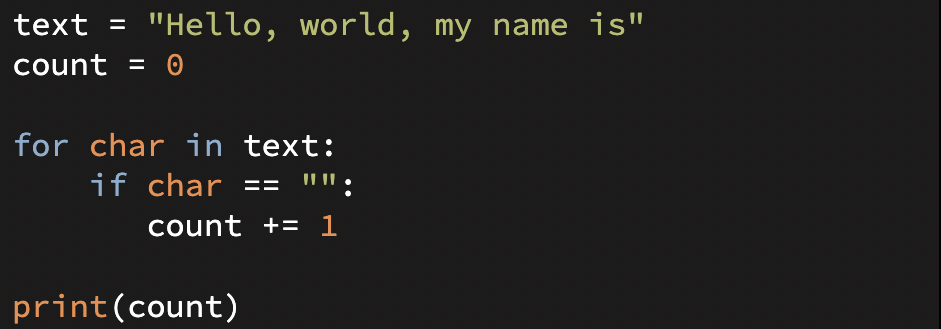 text = "Hello, world, my name is"
count = 0
for char in text:
    if char == "":
       count += 1
print(count)